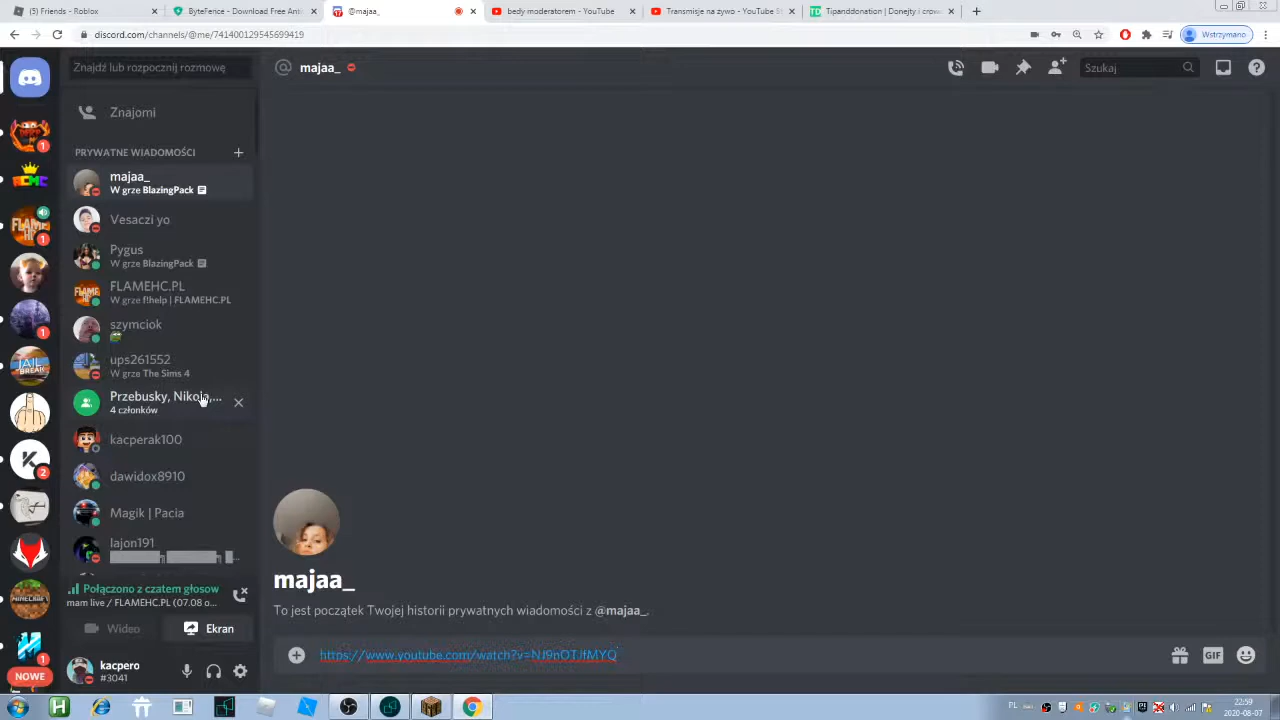 (5) Friends - Roblox
ByteFence - Download Free Anti
@majaa_
bedy moderatorem - YouTube
Transmisje na żywo - YouTube St
Tipanddonation | Donejty i crow
discord.com/channels/@me/741400129545699419
Wstrzymano
Znajdź lub rozpocznij rozmowę
@ majaa_
Szukaj
Znajomi
PRYWATNE WIADOMOŚCI
majaa_
W grze BlazingPack
Vesaczi yo
Pygus
W grze BlazingPack
FLAMEHC.PL
W grze f!help | FLAMEHC.PL
szymciok
ups261552
W grze The Sims 4
Przebusky, Nikola,...
4 członków
kacperak100
dawidox8910
Magik | Pacia
lajon191
Połączono z czatem głosow
mam live / FLAMEHC.PL (07.08 o...
Wideo
Ekran
kacpero
#3041
NOWE
majaa_
To jest początek Twojej historii prywatnych wiadomości z @majaa_.
https://www.youtube.com/watch?v=NJ9nOTJfMYQ
GIF
PL
22:59
2020-08-07